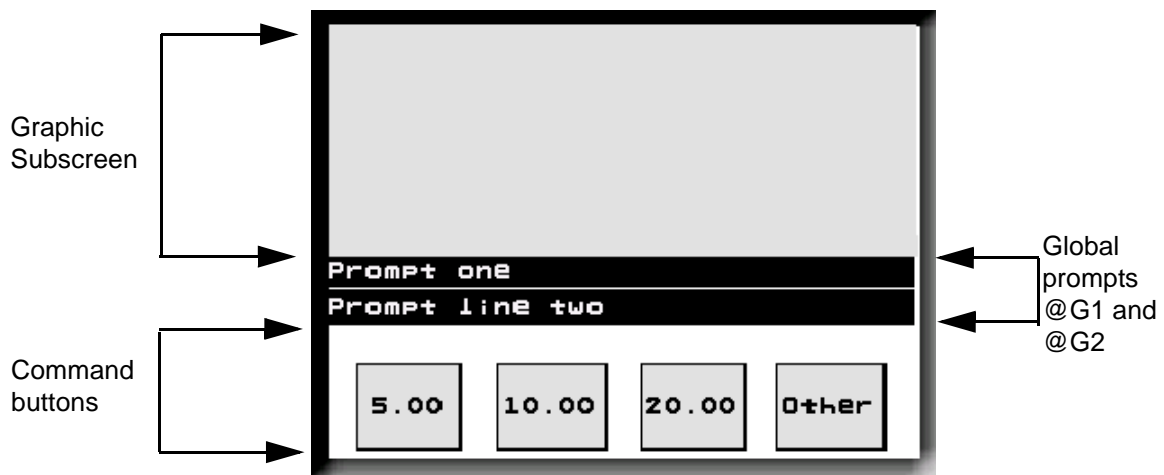 Graphic
Subscreen
Prompt one
Prompt line two
Global
prompts
@G1 and
@G2
Command
buttons
5.00
10.00
20.00
Other